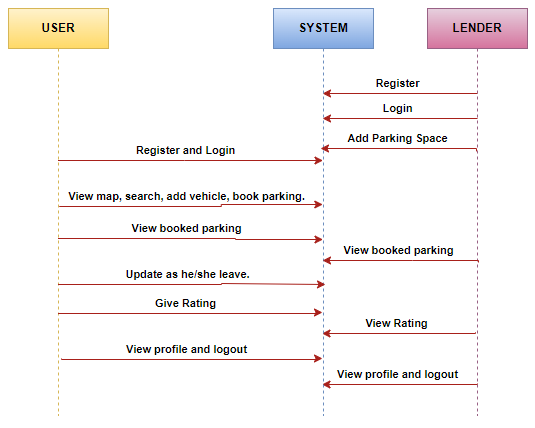 USER
SYSTEM
LENDER
Register
Login
Add Parking Space
Register and Login
View map, search, add vehicle, book parking.
View booked parking
View booked parking
Update as he/she leave.
Give Rating
View Rating
View profile and logout
View profile and logout